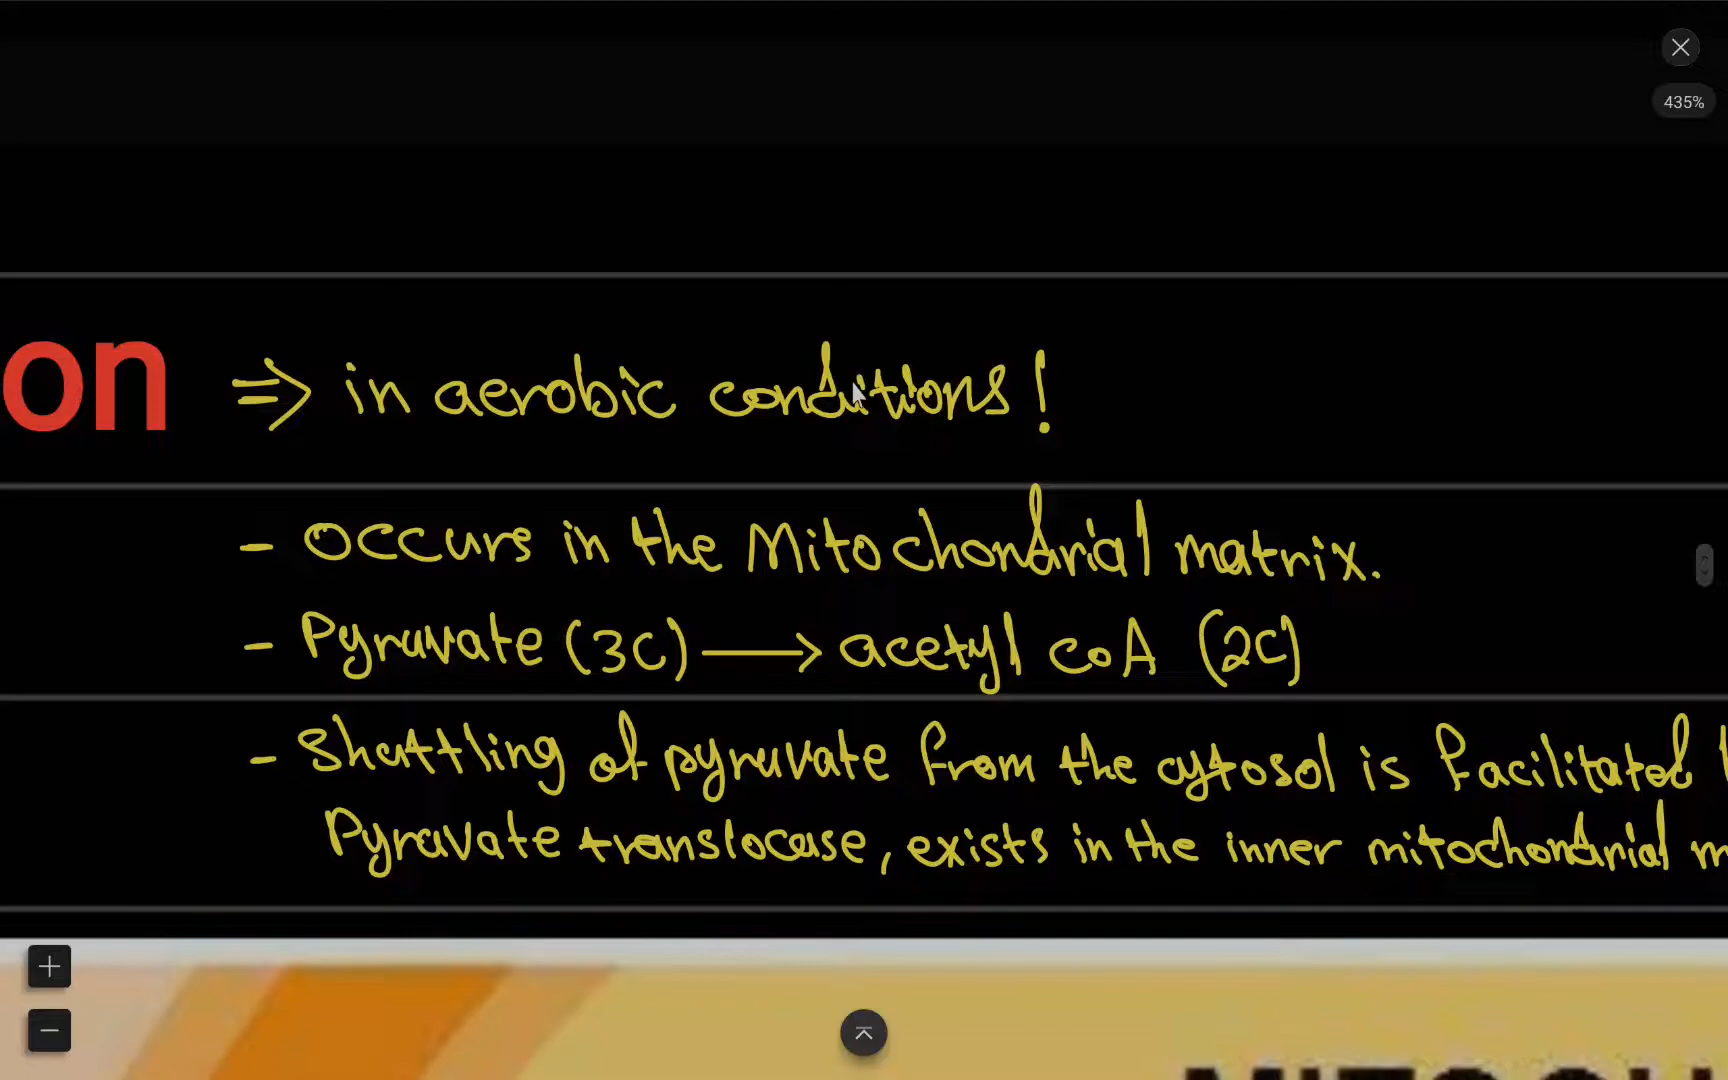 435%
on => in aerobic conditions!
- Occurs in the Mitochondrial matrix.
- Pyruvate (3C) → acetyl coA (2C)
- Shuttling of pyruvate from the cytosol is facilitated
Pyruvate translocase, exists in the inner mitochondrial